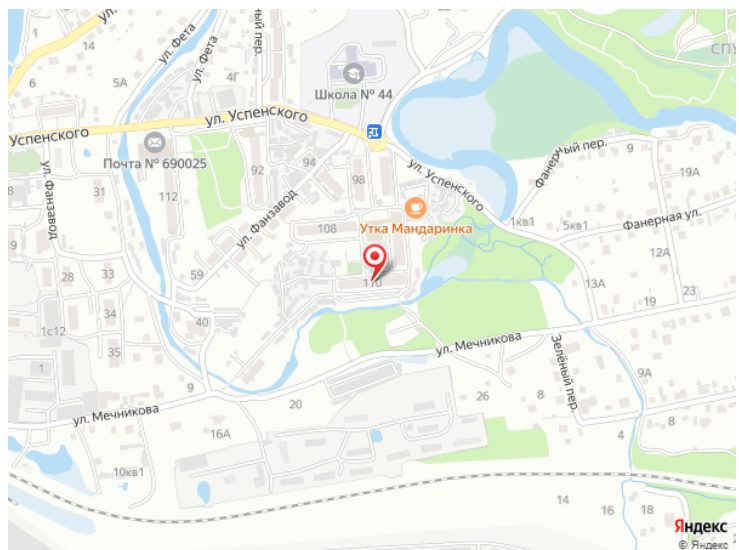 ул.
14
6
5А
ул. Фета
ул. Фета
4Г
Зелёный пер.
Школа № 44
СПУ
Успенского
ул. Успенского
Почта № 690025
ул. Фанзавод
31
112
92
94
98
ул. Фанзавод
ул. Успенского
Фанерный пер.
9
19А
Утка Мандаринка
108
1кв1
5кв1
Фанерная ул.
9
28
59
110
12А
13А
1с12
34
40
35
19
23
1
ул. Мечникова
Зелёный пер.
9
ул. Мечникова
20
26
8
9А
16А
8
4
10кв1
14
16
18
Яндекс
© Яндекс